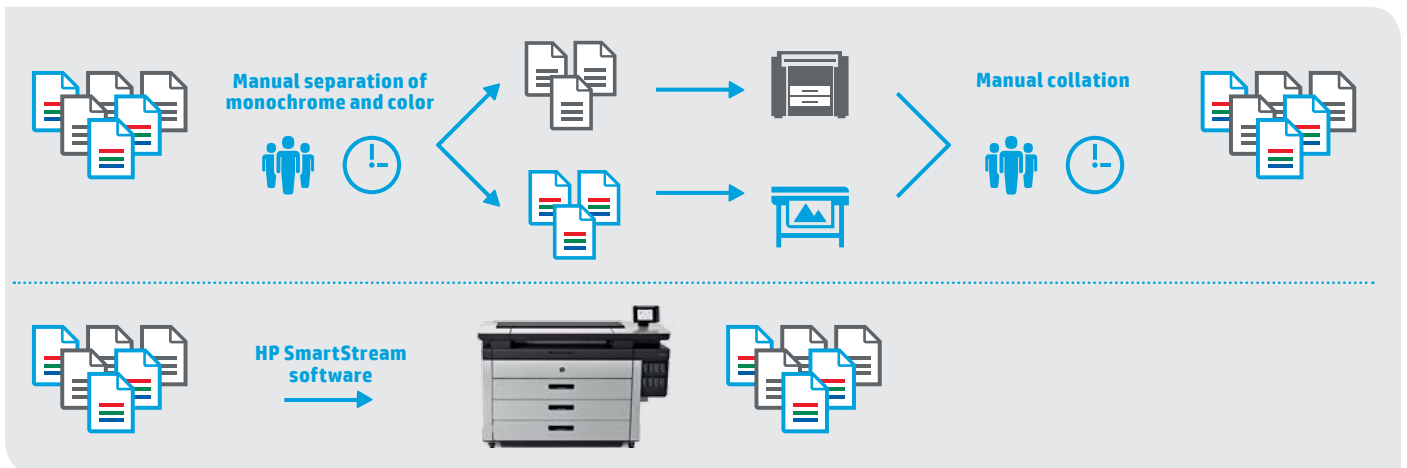 Manual separation of
monochrome and color
Manual collation
HP SmartStream
software